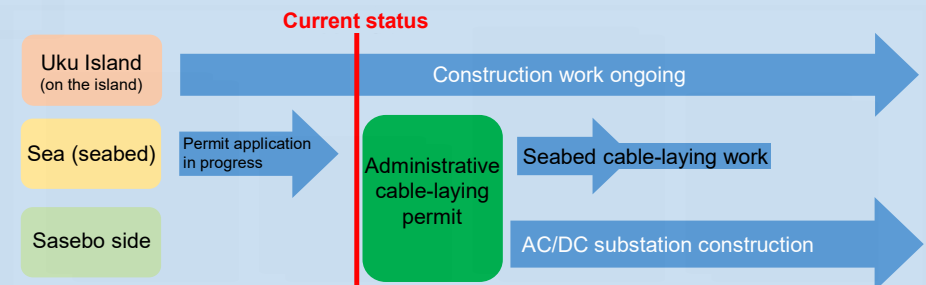 Current status
Uku Island
(on the island)
Construction work ongoing
Sea (seabed)
Permit application
in progress
Administrative
cable-laying
permit
Seabed cable-laying work
Sasebo side
AC/DC substation construction